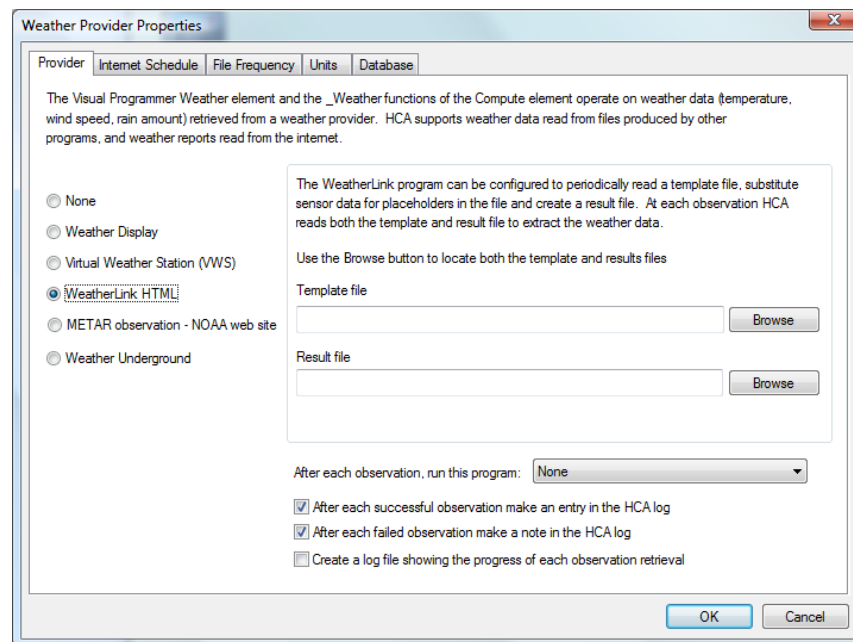 Weather Provider Properties
Provider
Internet Schedule
File Frequency
Units
Database
The Visual Programmer Weather element and the _Weather functions of the Compute element operate on weather data (temperature,
wind speed, rain amount) retrieved from a weather provider. HCA supports weather data read from files produced by other
programs, and weather reports read from the internet.
None
Weather Display
Virtual Weather Station (VWS)
WeatherLink HTML
METAR observation - NOAA web site
Weather Underground
The WeatherLink program can be configured to periodically read a template file, substitute
sensor data for placeholders in the file and create a result file. At each observation HCA
reads both the template and result file to extract the weather data.
Use the Browse button to locate both the template and results files
Template file
Browse
Result file
Browse
After each observation, run this program:
None
After each successful observation make an entry in the HCA log
After each failed observation make a note in the HCA log
Create a log file showing the progress of each observation retrieval
OK
Cancel